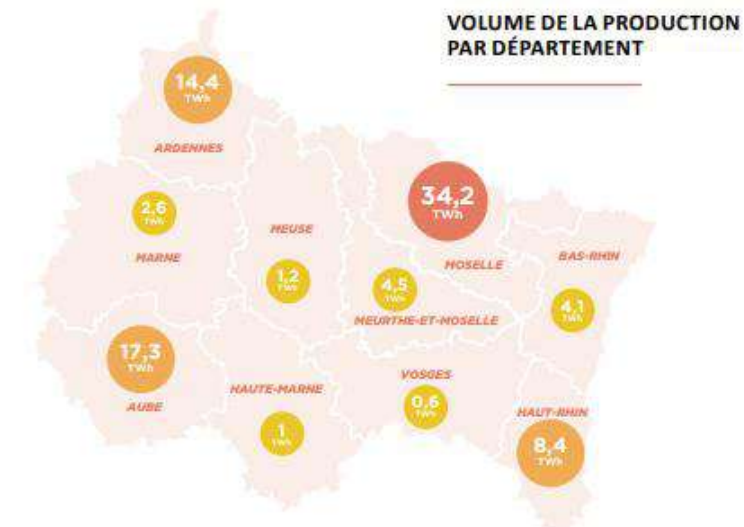 VOLUME DE LA PRODUCTION
PAR DÉPARTEMENT
14,4
TWh
ARDENNES
34,2
TWh
2,6
TWh
MEUSE
MARNE
BAS-RHIN
MOSELLE
1,2
TWh
4,5
TWh
4,1
TWh
MEURTHE-ET-MOSELLE
17,3
TWh
VOSGES
HAUTE-MARNE
0,6
TWh
AUBE
HAUT-RHIN
1
TWh
8,4
TWh